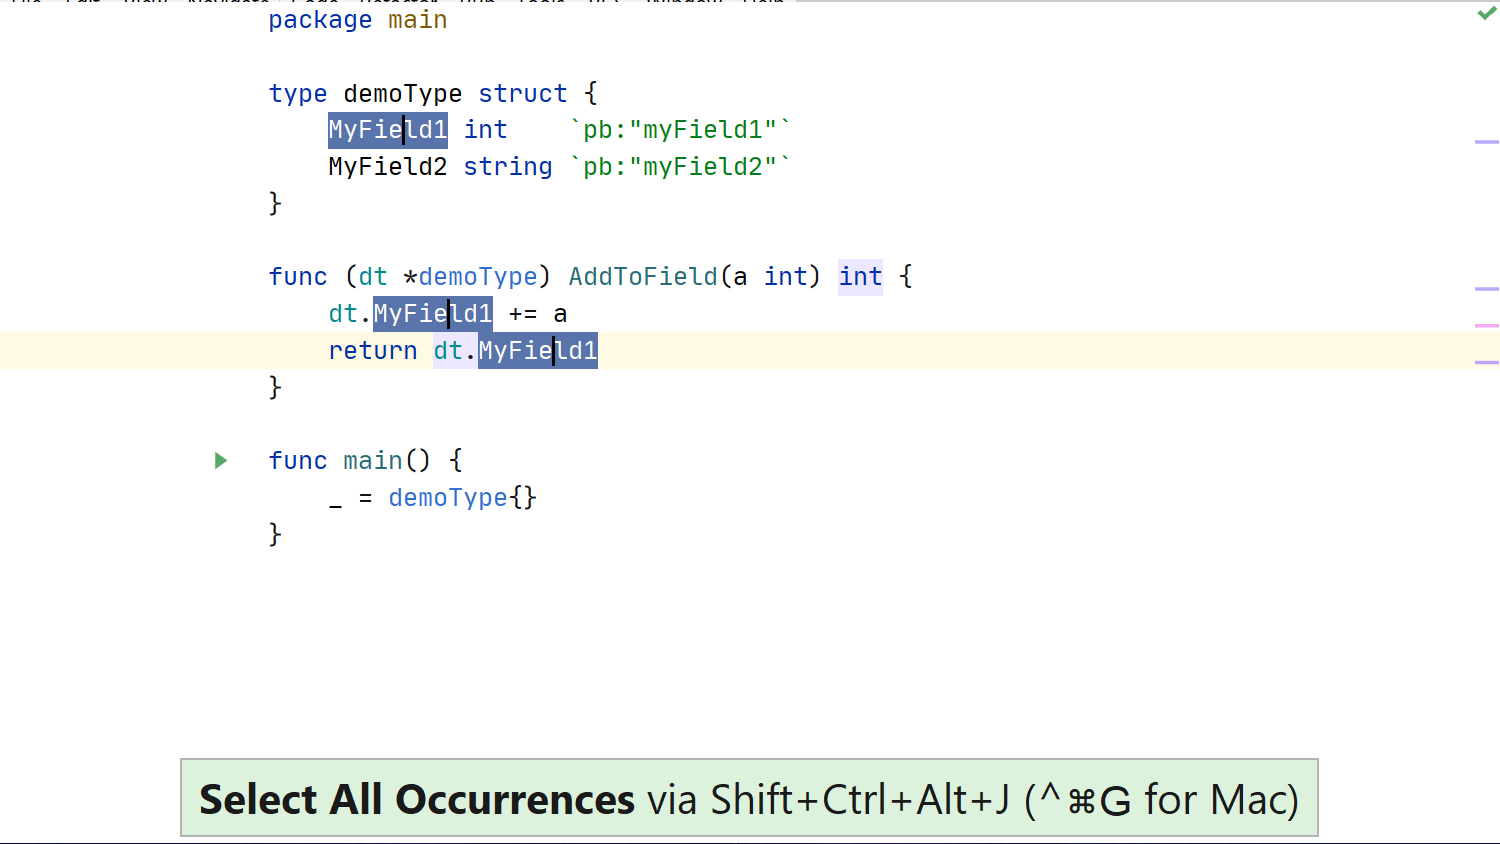 package main
type demoType struct {
MyField1 int `pb:"myField1"`
MyField2 string `pb:"myField2"`
}
func (dt *demoType) AddToField(a int) int {
dt.MyField1 += a
return dt.MyField1
}
func main() {
_ = demoType{}
}
Select All Occurrences via Shift+Ctrl+Alt+J (^⌘G for Mac)